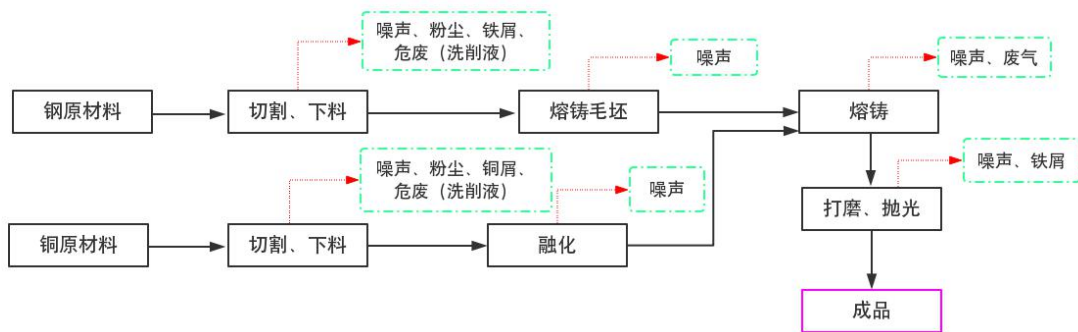 噪声、粉尘、铁屑、
危废（洗削液）
噪声
噪声、废气
钢原材料
切割、下料
熔铸毛坯
熔铸
噪声、粉尘、铜屑、
危废（洗削液）
噪声
噪声、铁屑
铜原材料
切割、下料
融化
打磨、抛光
成品